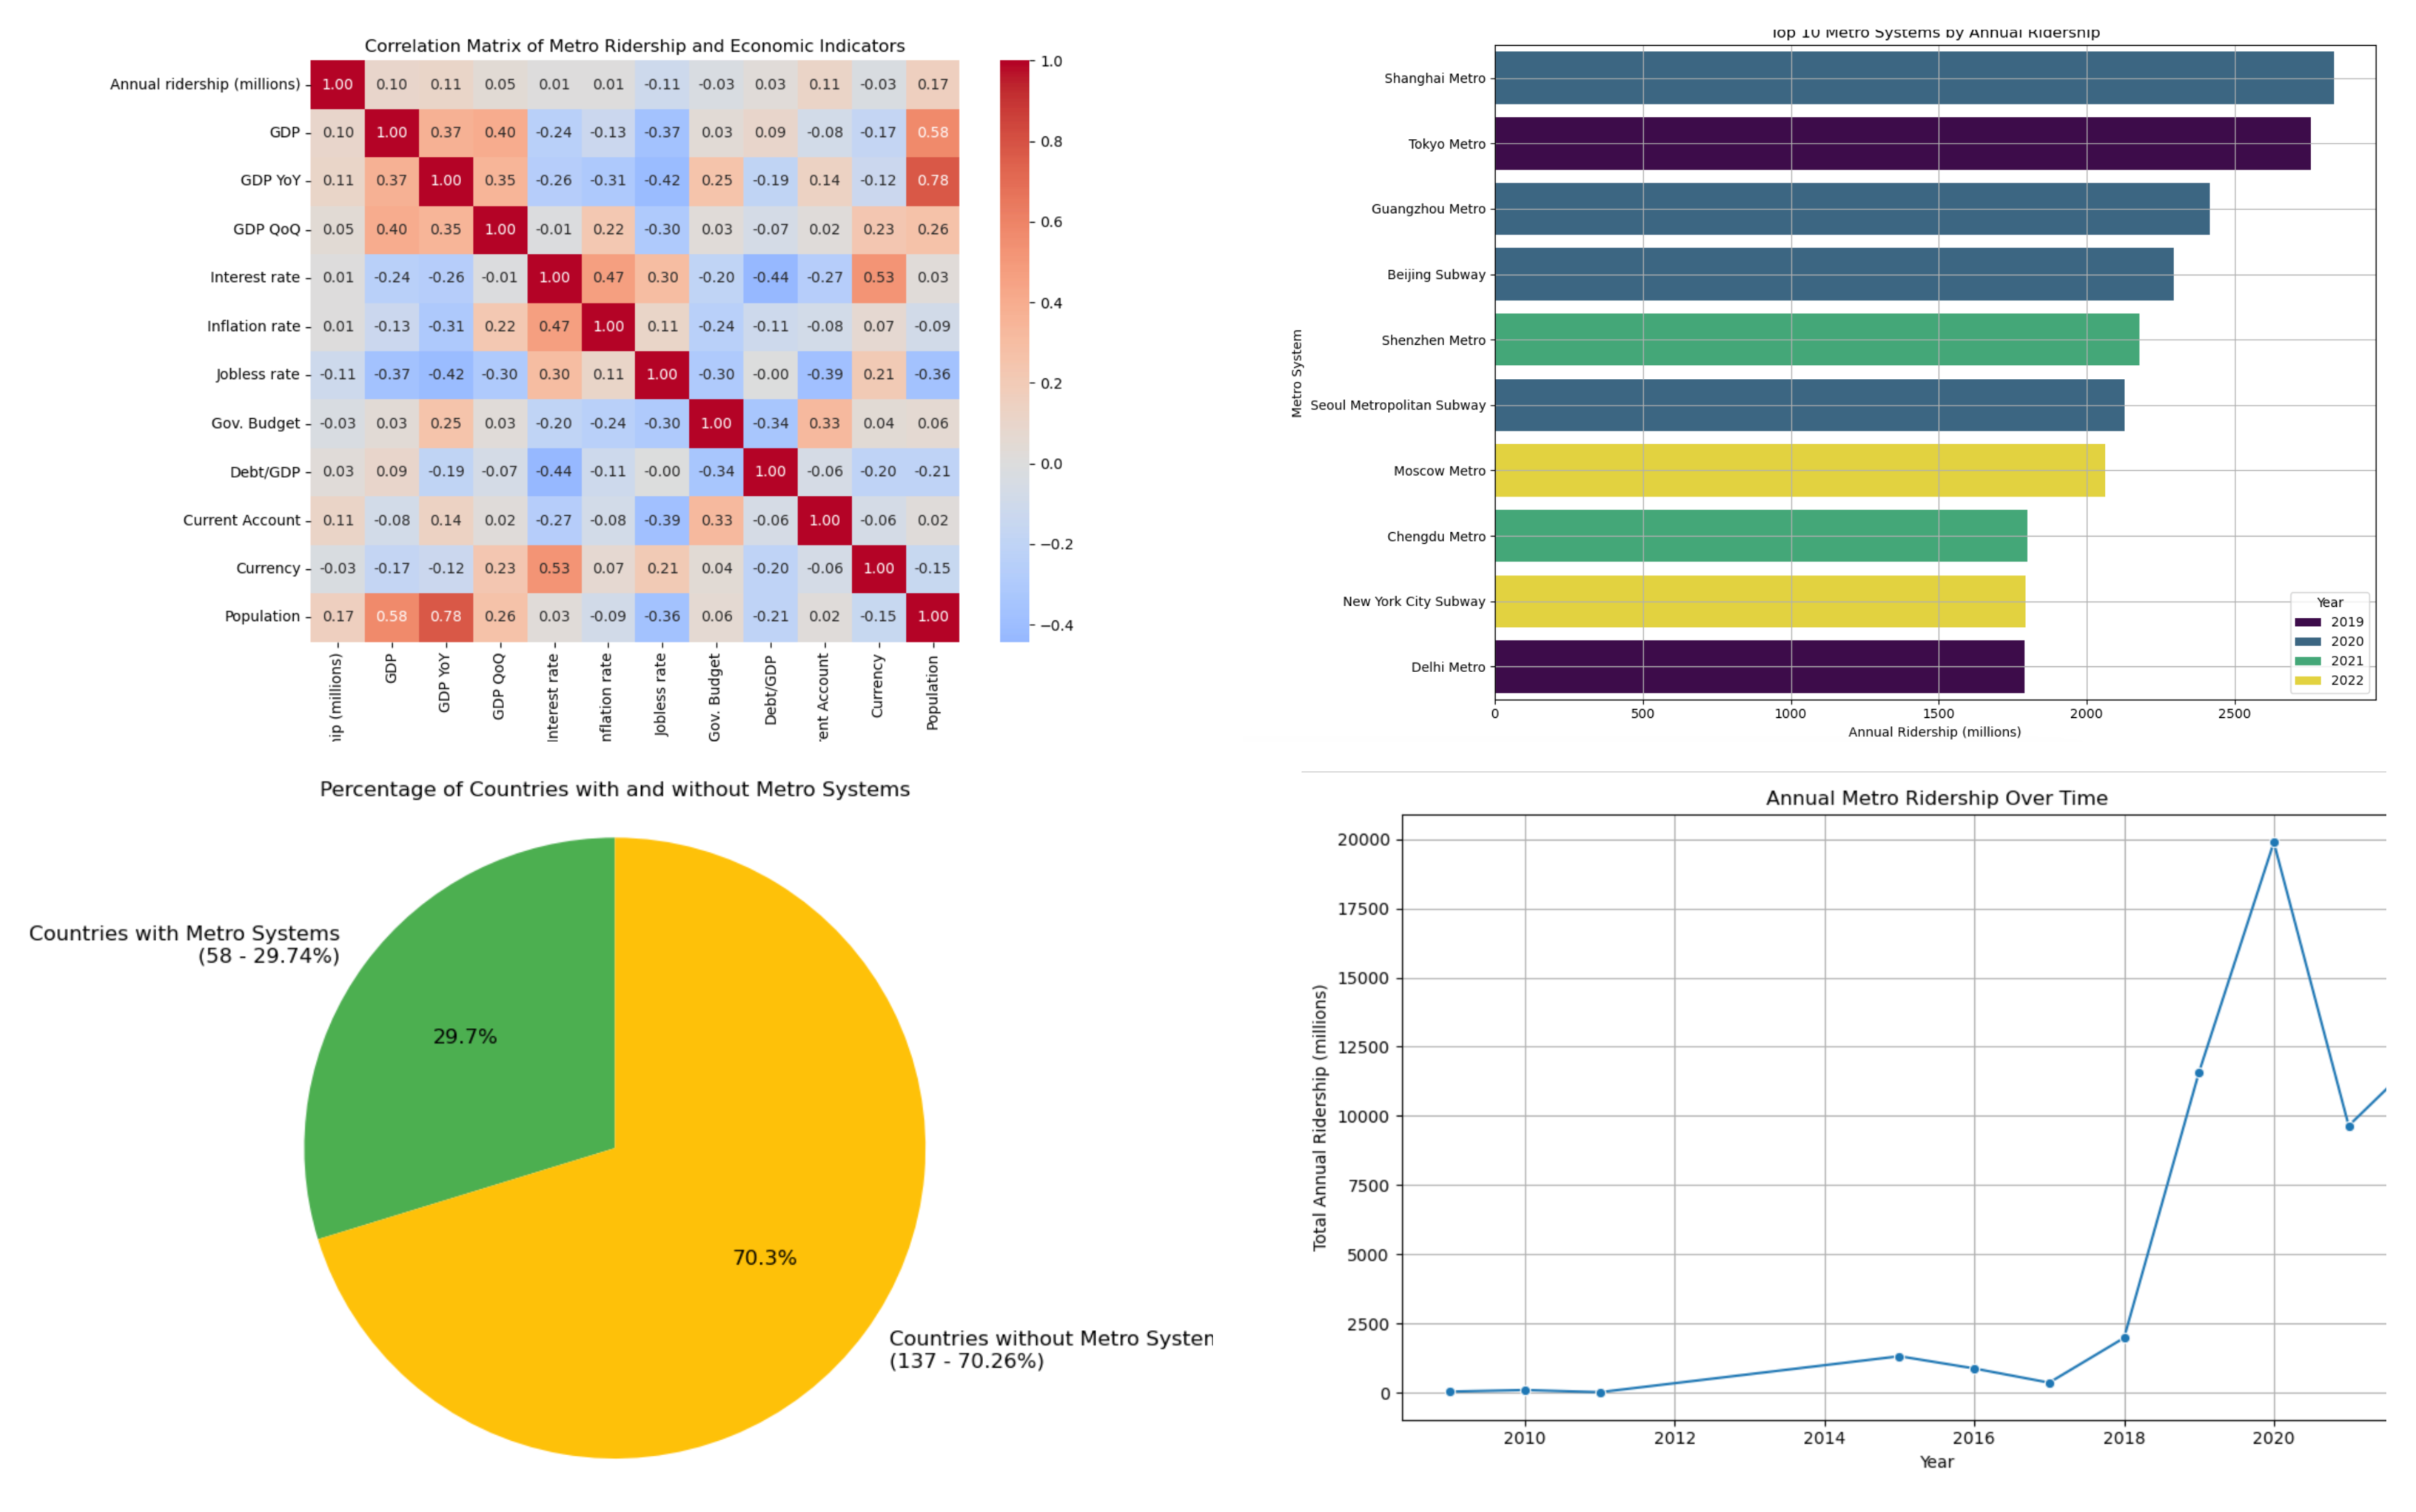 Correlation Matrix of Metro Ridership and Economic Indicators
Annual ridership (millions) 1.00 0.10 0.11 0.05 0.01 0.01 -0.11 -0.03 0.03 0.11 -0.03 0.17
GDP 0.10 1.00 0.37 0.40 -0.24 -0.13 -0.37 0.03 0.09 -0.08 -0.17 0.58
GDP YoY 0.11 0.37 1.00 0.35 -0.26 -0.31 -0.42 0.25 -0.19 0.14 -0.12 0.78
GDP QoQ 0.05 0.40 0.35 1.00 -0.01 0.22 -0.30 0.03 -0.07 0.02 0.23 0.26
Interest rate 0.01 -0.24 -0.26 -0.01 1.00 0.47 0.30 -0.20 -0.44 -0.27 0.53 0.03
Inflation rate 0.01 -0.13 -0.31 0.22 0.47 1.00 0.11 -0.24 -0.11 -0.08 0.07 -0.09
Jobless rate -0.11 -0.37 -0.42 -0.30 0.30 0.11 1.00 -0.30 -0.00 -0.39 0.21 -0.36
Gov. Budget -0.03 0.03 0.25 0.03 -0.20 -0.24 -0.30 1.00 -0.34 0.33 0.04 0.06
Debt/GDP 0.03 0.09 -0.19 -0.07 -0.44 -0.11 -0.00 -0.34 1.00 -0.06 -0.20 -0.21
Current Account 0.11 -0.08 0.14 0.02 -0.27 -0.08 -0.39 0.33 -0.06 1.00 -0.06 0.02
Currency -0.03 -0.17 -0.12 0.23 0.53 0.07 0.21 0.04 -0.20 -0.06 1.00 -0.15
Population 0.17 0.58 0.78 0.26 0.03 -0.09 -0.36 0.06 -0.21 0.02 -0.15 1.00
ip (millions)
GDP
GDP YoY
GDP QoQ
Interest rate
nflation rate
Jobless rate
Gov. Budget
Debt/GDP
ent Account
Currency
Population
1.0
0.8
0.6
0.4
0.2
0.0
−0.2
−0.4
Top 10 Metro Systems by Annual Ridership
Metro System
Shanghai Metro
Tokyo Metro
Guangzhou Metro
Beijing Subway
Shenzhen Metro
Seoul Metropolitan Subway
Moscow Metro
Chengdu Metro
New York City Subway
Delhi Metro
0 500 1000 1500 2000 2500
Annual Ridership (millions)
Year
2019
2020
2021
2022
Percentage of Countries with and without Metro Systems
Countries with Metro Systems
(58 - 29.74%)
29.7%
70.3%
Countries without Metro System
(137 - 70.26%)
Annual Metro Ridership Over Time
Total Annual Ridership (millions)
20000
17500
15000
12500
10000
7500
5000
2500
0
2010 2012 2014 2016 2018 2020
Year